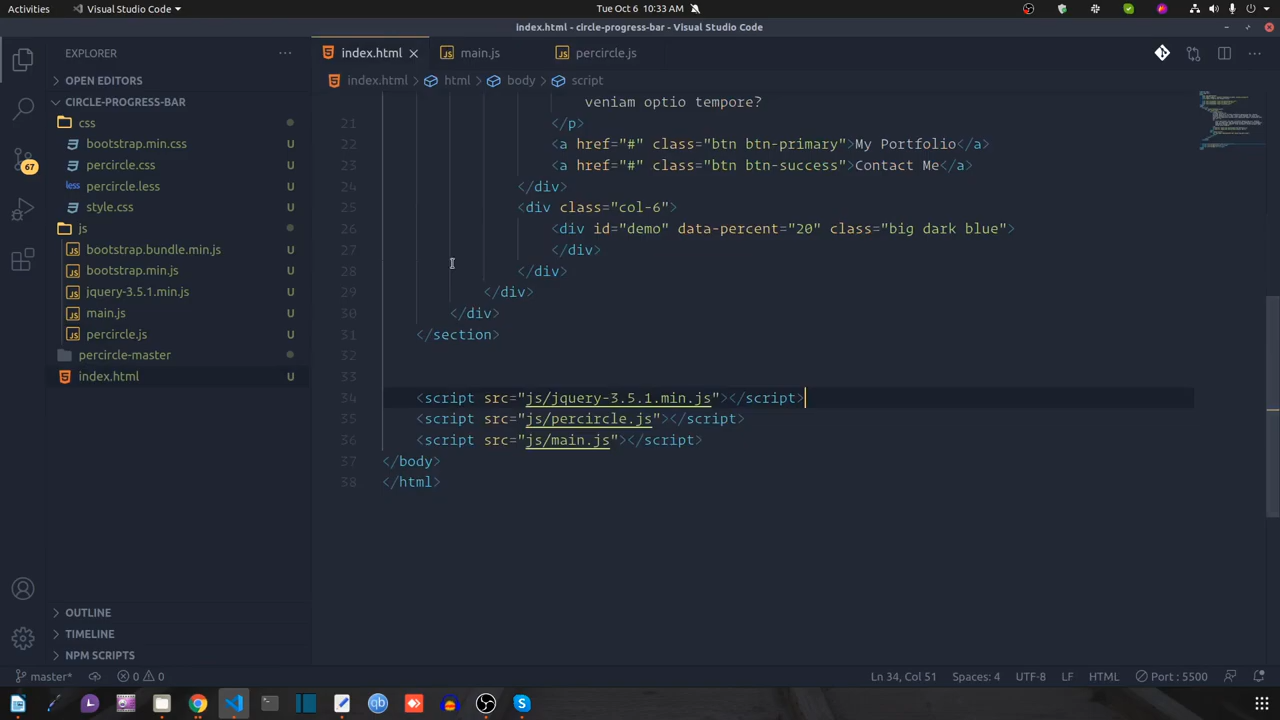 Activities
Visual Studio Code
Tue Oct 6 10:33 AM
index.html - circle-progress-bar - Visual Studio Code
EXPLORER
index.html
main.js
percircle.js
OPEN EDITORS
index.html
html
body
script
CIRCLE-PROGRESS-BAR
css
bootstrap.min.css U
percircle.css U
percircle.less U
style.css U
js
bootstrap.bundle.min.js U
bootstrap.min.js U
jquery-3.5.1.min.js U
main.js U
percircle.js U
percircle-master
index.html U
67
veniam optio tempore?
21 </p>
22 <a href="#" class="btn btn-primary">My Portfolio</a>
23 <a href="#" class="btn btn-success">Contact Me</a>
24 </div>
25 <div class="col-6">
26 <div id="demo" data-percent="20" class="big dark blue">
27 </div>
28 </div>
29 </div>
30 </div>
31 </section>
32
33
34 <script src="js/jquery-3.5.1.min.js"></script>
35 <script src="js/percircle.js"></script>
36 <script src="js/main.js"></script>
37 </body>
38 </html>
OUTLINE
TIMELINE
NPM SCRIPTS
master*
0
0
Ln 34, Col 51
Spaces: 4
UTF-8
LF
HTML
Port : 5500
qb